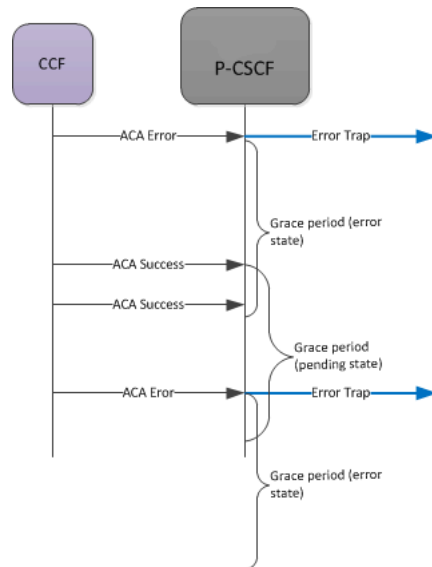 CCF
P-CSCF
ACA Error
Error Trap
Grace period (error
state)
ACA Success
ACA Success
Grace period
(pending state)
ACA Eror
Error Trap
Grace period (error
state)